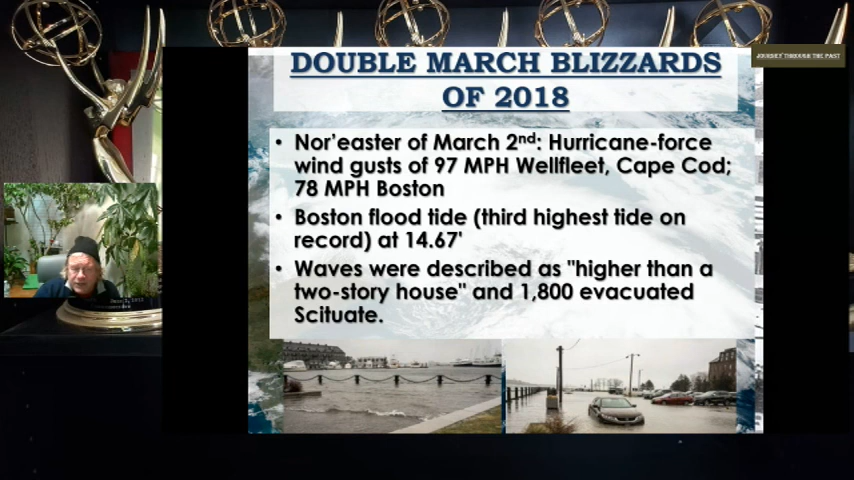 DOUBLE MARCH BLIZZARDS
OF 2018
JOURNEY THROUGH THE PAST
• Nor'easter of March 2nd: Hurricane-force
wind gusts of 97 MPH Wellfleet, Cape Cod;
78 MPH Boston
• Boston flood tide (third highest tide on
record) at 14.67'
• Waves were described as "higher than a
two-story house" and 1,800 evacuated
Scituate.